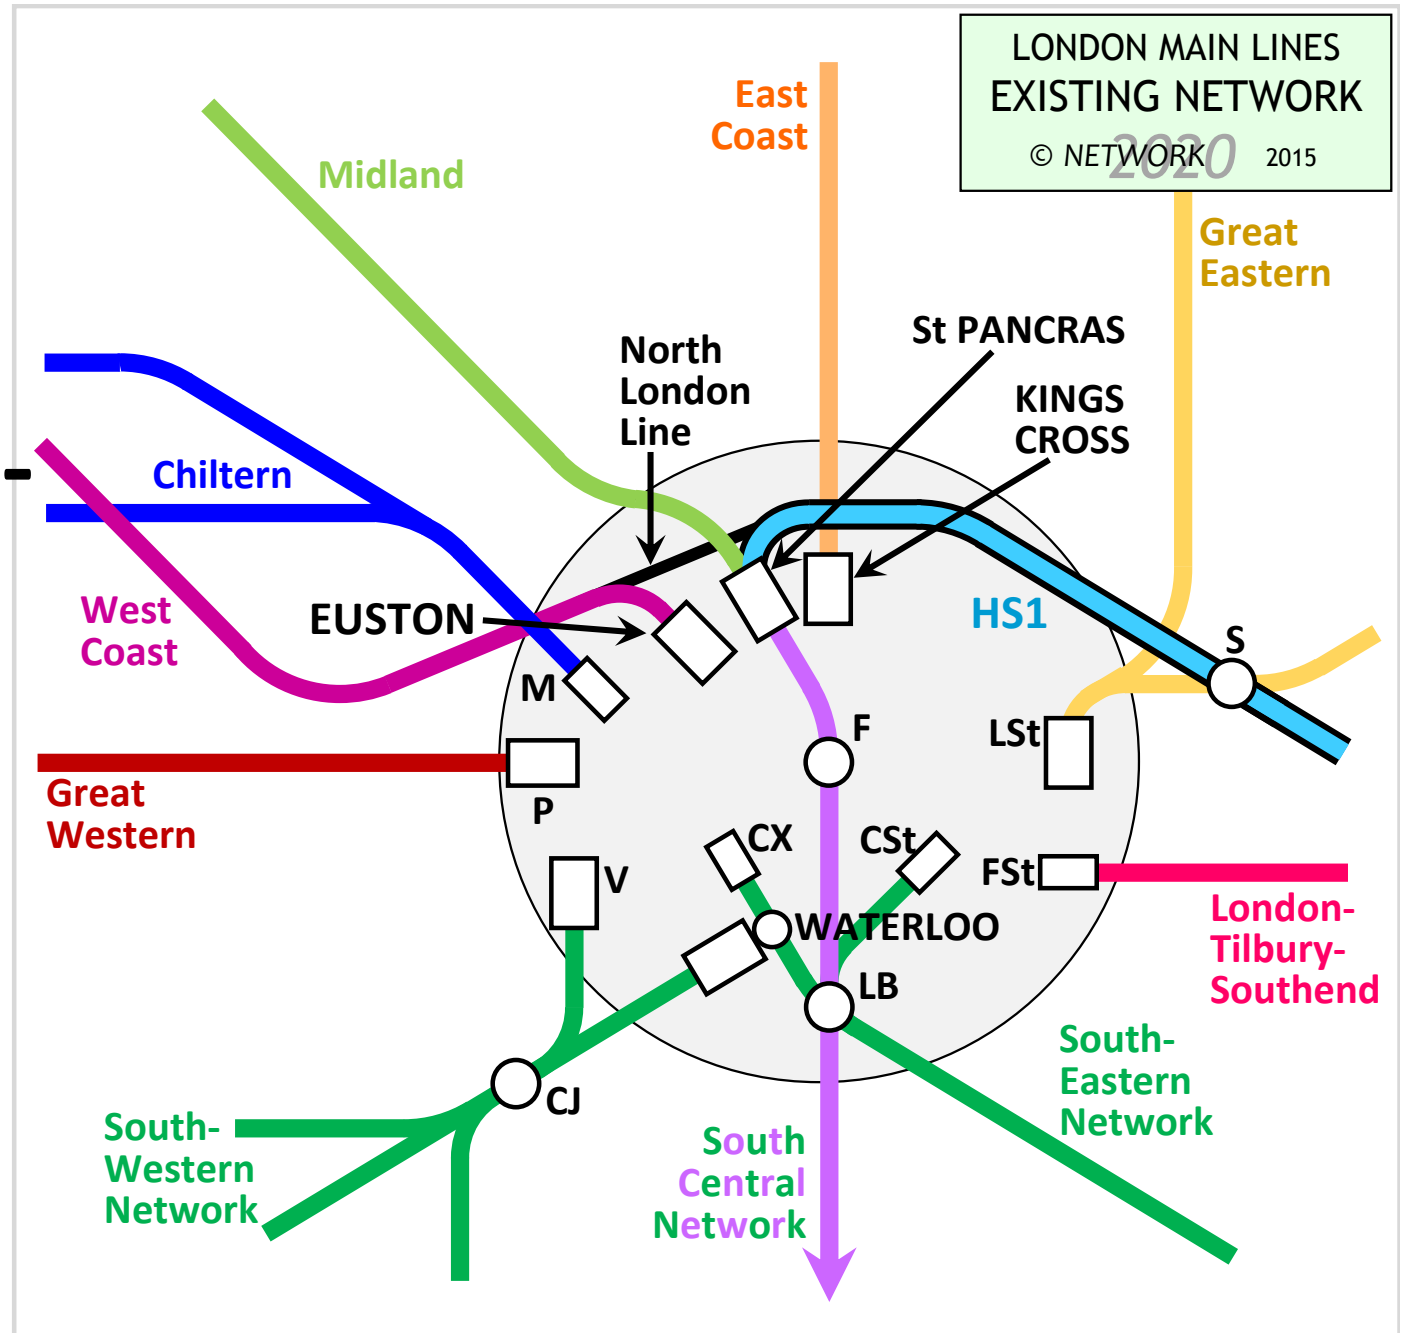 LONDON MAIN LINES
EXISTING NETWORK
© NETWORK 2020 2015
East
Coast
Midland
Great
Eastern
St PANCRAS
North
London
Line
KINGS
CROSS
Chiltern
West
Coast
EUSTON
HS1
S
M
F
LSt
Great
Western
P
CX
CSt
V
FSt
WATERLOO
London-
Tilbury-
Southend
LB
South-
Eastern
Network
CJ
South-
Western
Network
South
Central
Network